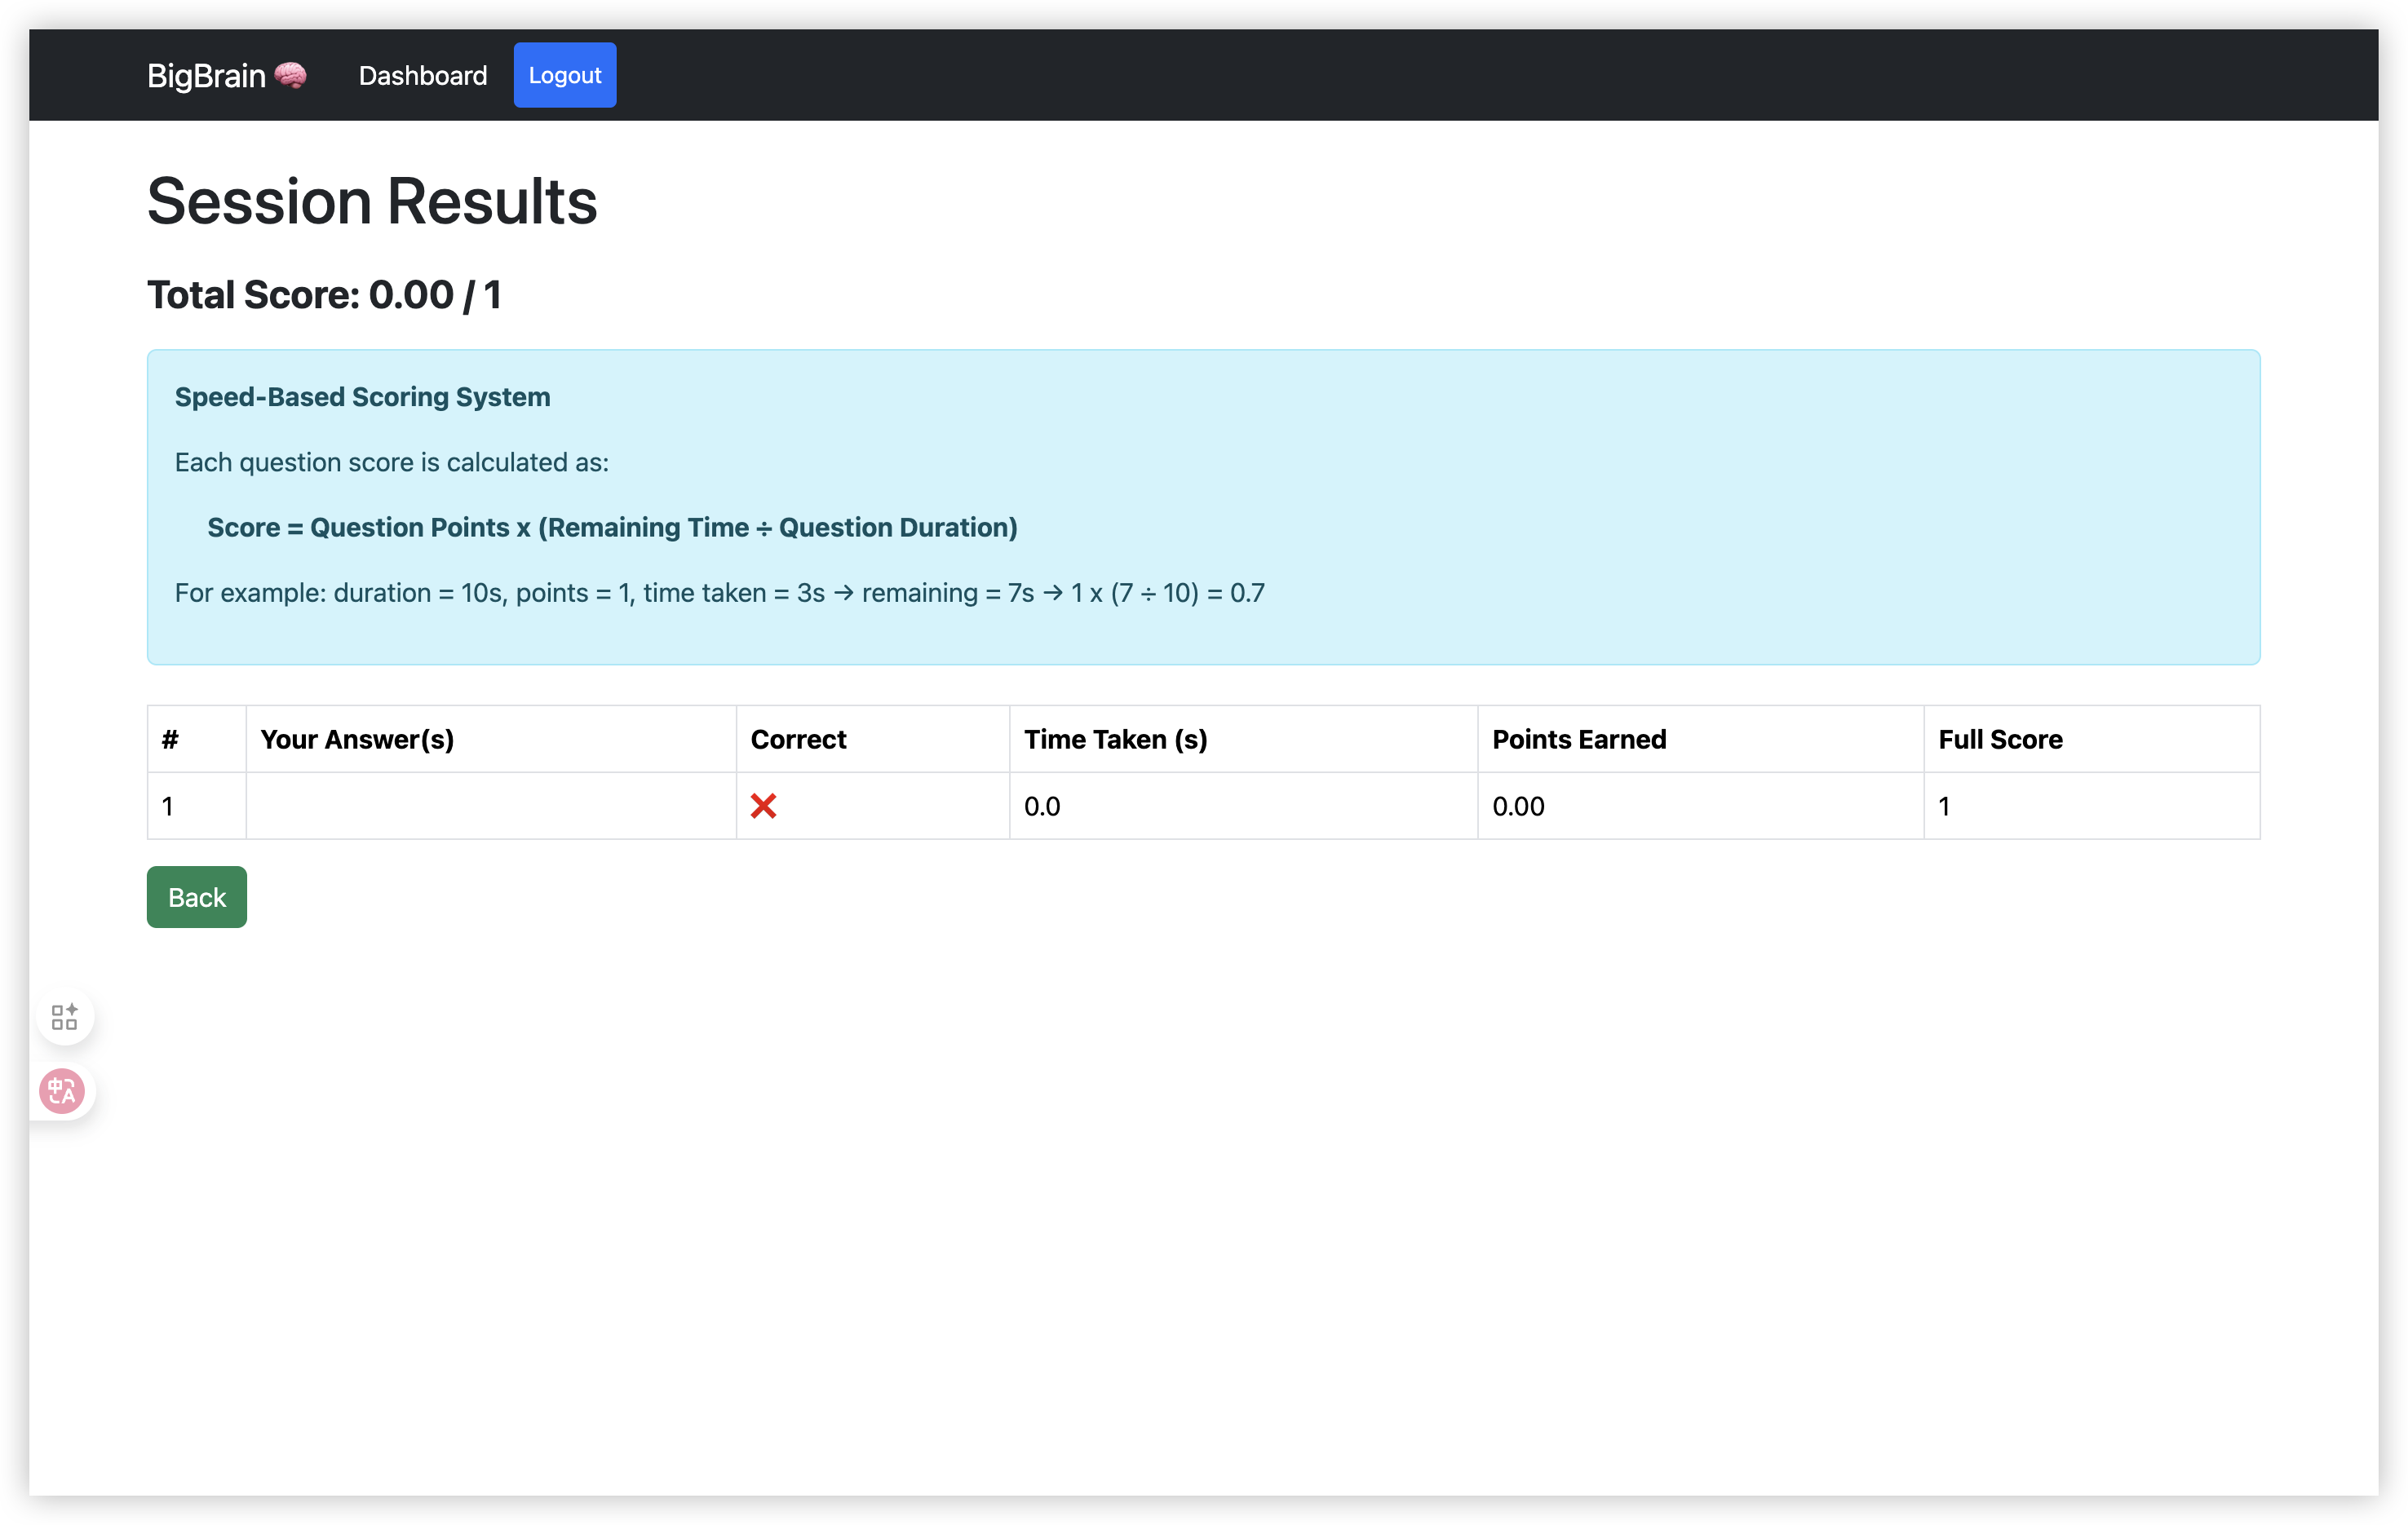 BigBrain 🧠 Dashboard Logout
Session Results
Total Score: 0.00 / 1
Speed-Based Scoring System
Each question score is calculated as:
Score = Question Points x (Remaining Time ÷ Question Duration)
For example: duration = 10s, points = 1, time taken = 3s → remaining = 7s → 1 x (7 ÷ 10) = 0.7
# Your Answer(s) Correct Time Taken (s) Points Earned Full Score
1 ❌ 0.0 0.00 1
Back
中 A